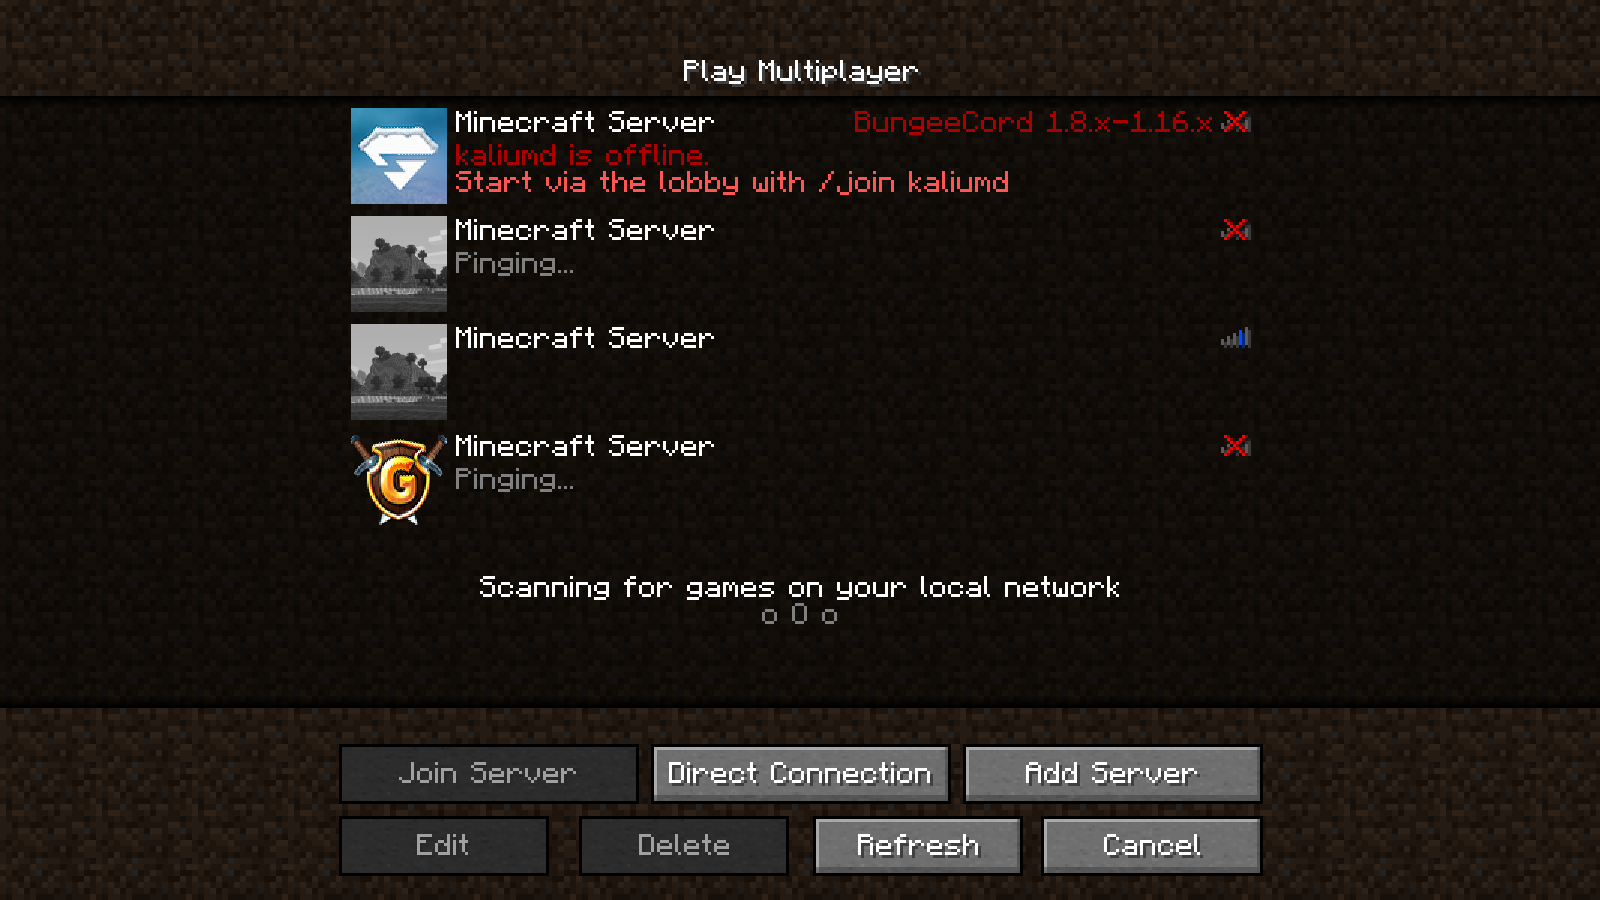 Play Multiplayer
Minecraft Server
BungeeCord 1.8.x-1.16.x
kaliumd is offline.
Start via the lobby with /join kaliumd
Minecraft Server
Pinging...
Minecraft Server
Minecraft Server
Pinging...
G
Scanning for games on your local network
o O o
Join Server
Direct Connection
Add Server
Edit
Delete
Refresh
Cancel